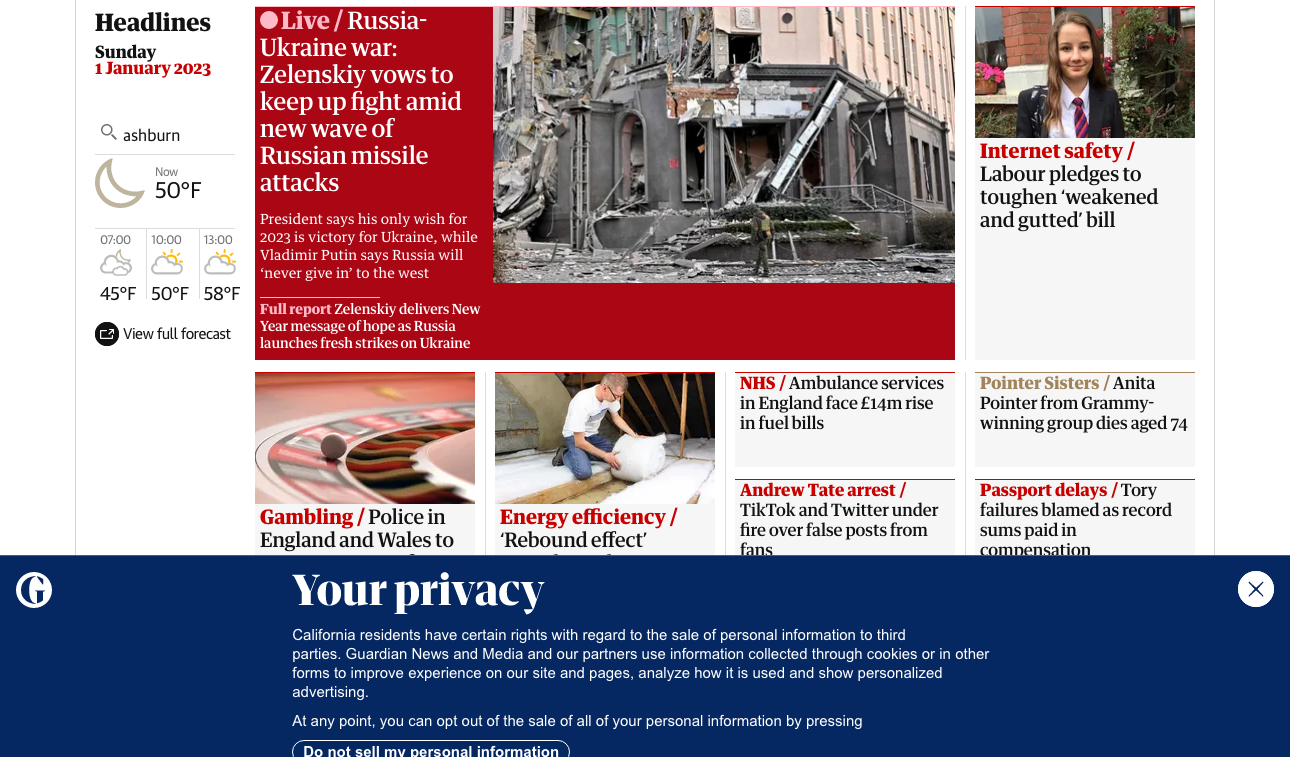 Headlines
Sunday
1 January 2023
ashburn
Now
50°F
07:00
10:00
13:00
45°F
50°F
58°F
View full forecast
Live / Russia-
Ukraine war:
Zelenskiy vows to
keep up fight amid
new wave of
Russian missile
attacks
President says his only wish for
2023 is victory for Ukraine, while
Vladimir Putin says Russia will
‘never give in’ to the west
Full report Zelenskiy delivers New
Year message of hope as Russia
launches fresh strikes on Ukraine
Internet safety /
Labour pledges to
toughen ‘weakened
and gutted’ bill
Gambling / Police in
England and Wales to
Energy efficiency /
‘Rebound effect’
NHS / Ambulance services
in England face £14m rise
in fuel bills
Andrew Tate arrest /
TikTok and Twitter under
fire over false posts from
fans
Pointer Sisters / Anita
Pointer from Grammy-
winning group dies aged 74
Passport delays / Tory
failures blamed as record
sums paid in
compensation
G
Your privacy
California residents have certain rights with regard to the sale of personal information to third
parties. Guardian News and Media and our partners use information collected through cookies or in other
forms to improve experience on our site and pages, analyze how it is used and show personalized
advertising.
At any point, you can opt out of the sale of all of your personal information by pressing
Do not sell my personal information